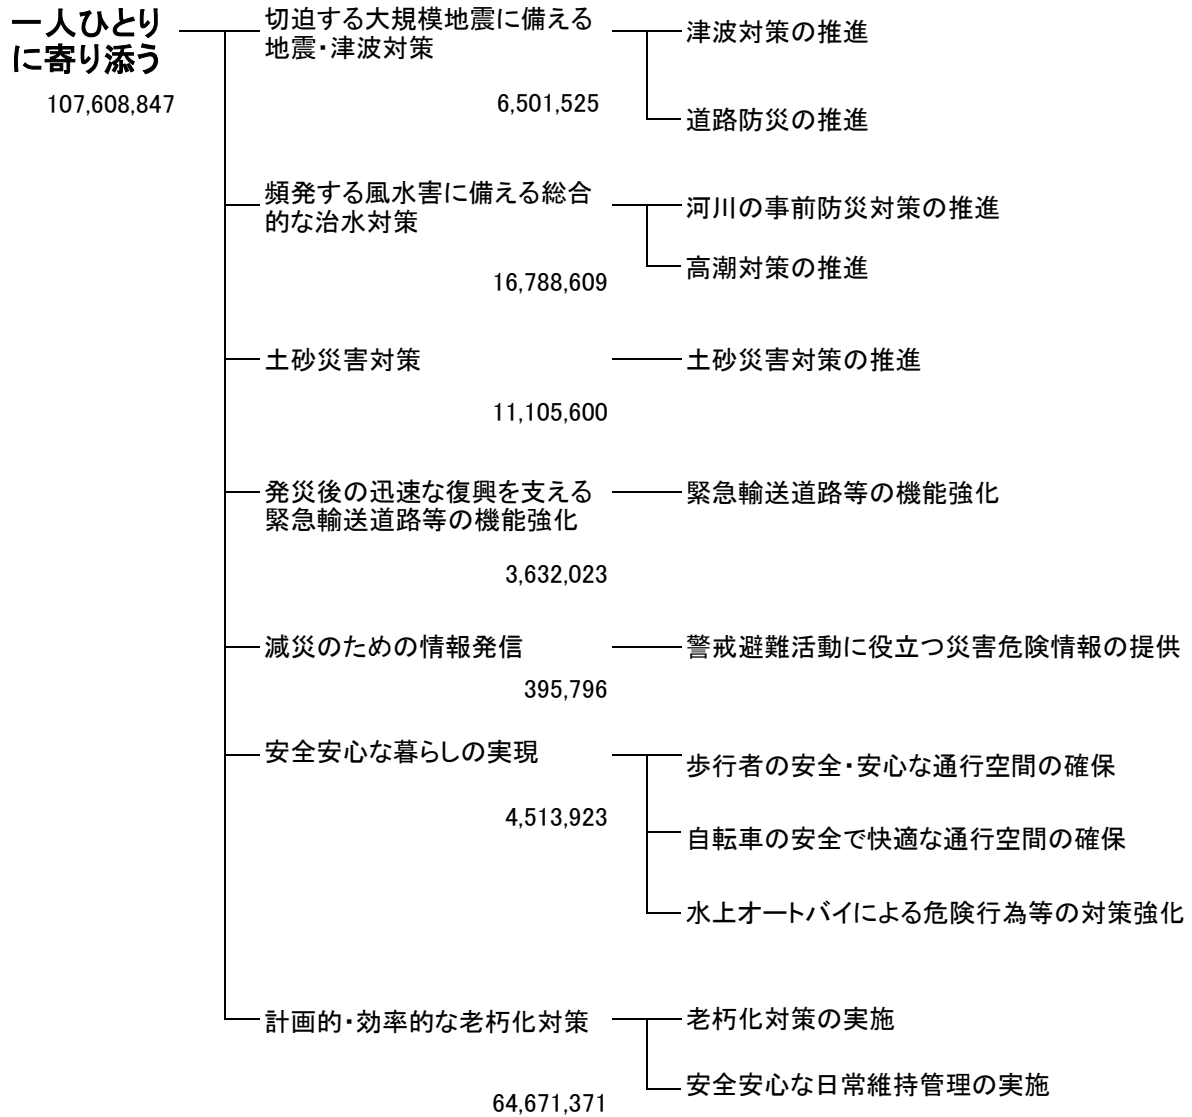 一人ひとり
に寄り添う
107,608,847
切迫する大規模地震に備える
地震・津波対策
6,501,525
津波対策の推進
道路防災の推進
頻発する風水害に備える総合
的な治水対策
16,788,609
河川の事前防災対策の推進
高潮対策の推進
土砂災害対策
11,105,600
土砂災害対策の推進
発災後の迅速な復興を支える
緊急輸送道路等の機能強化
3,632,023
緊急輸送道路等の機能強化
減災のための情報発信
395,796
警戒避難活動に役立つ災害危険情報の提供
安全安心な暮らしの実現
4,513,923
歩行者の安全・安心な通行空間の確保
自転車の安全で快適な通行空間の確保
水上オートバイによる危険行為等の対策強化
計画的・効率的な老朽化対策
64,671,371
老朽化対策の実施
安全安心な日常維持管理の実施